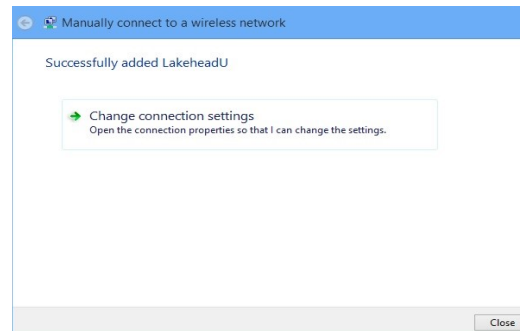 Manually connect to a wireless network
Successfully added LakeheadU
Change connection settings
Open the connection properties so that I can change the settings.
Close